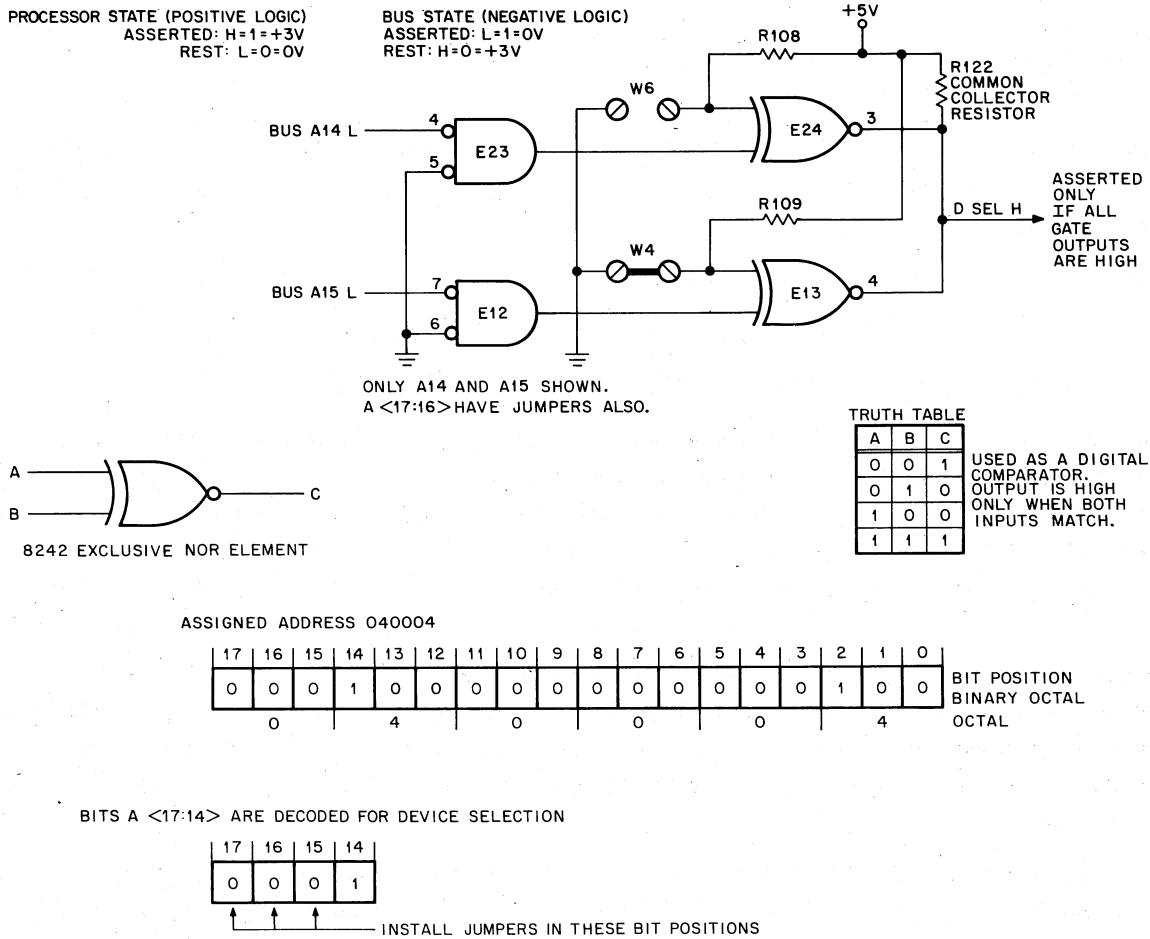 PROCESSOR STATE (POSITIVE LOGIC)
ASSERTED: H=1=+3V
REST: L=0=0V
BUS STATE (NEGATIVE LOGIC)
ASSERTED: L=1=0V
REST: H=0=+3V
+5V
R108
R122
COMMON
COLLECTOR
RESISTOR
W6
BUS A14 L
4
5
E23
E24
3
R109
D SEL H
ASSERTED
ONLY
IF ALL
GATE
OUTPUTS
ARE HIGH
W4
BUS A15 L
7
6
E12
E13
4
ONLY A14 AND A15 SHOWN.
A <17:16> HAVE JUMPERS ALSO.
TRUTH TABLE
A B C
0 0 1
0 1 0
1 0 0
1 1 1
USED AS A DIGITAL
COMPARATOR.
OUTPUT IS HIGH
ONLY WHEN BOTH
INPUTS MATCH.
A
B
C
8242 EXCLUSIVE NOR ELEMENT
ASSIGNED ADDRESS 040004
17 16 15 14 13 12 11 10 9 8 7 6 5 4 3 2 1 0
BIT POSITION
0 0 0 1 0 0 0 0 0 0 0 0 0 0 0 1 0 0
BINARY OCTAL
0 4 0 0 0 4
OCTAL
BITS A <17:14> ARE DECODED FOR DEVICE SELECTION
17 16 15 14
0 0 0 1
INSTALL JUMPERS IN THESE BIT POSITIONS